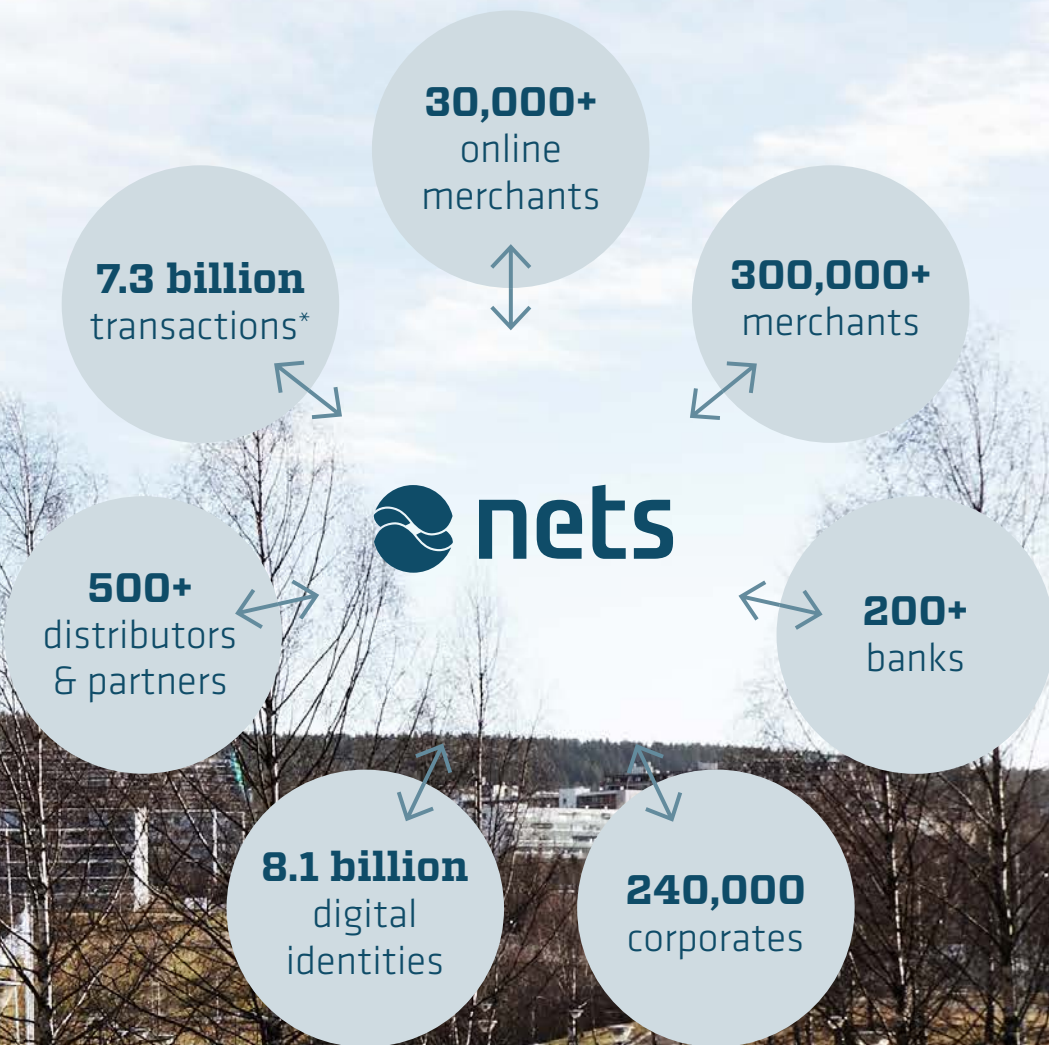 30,000+
online
merchants
7.3 billion
transactions*
300,000+
merchants
nets
500+
distributors
& partners
200+
banks
8.1 billion
digital
identities
240,000
corporates